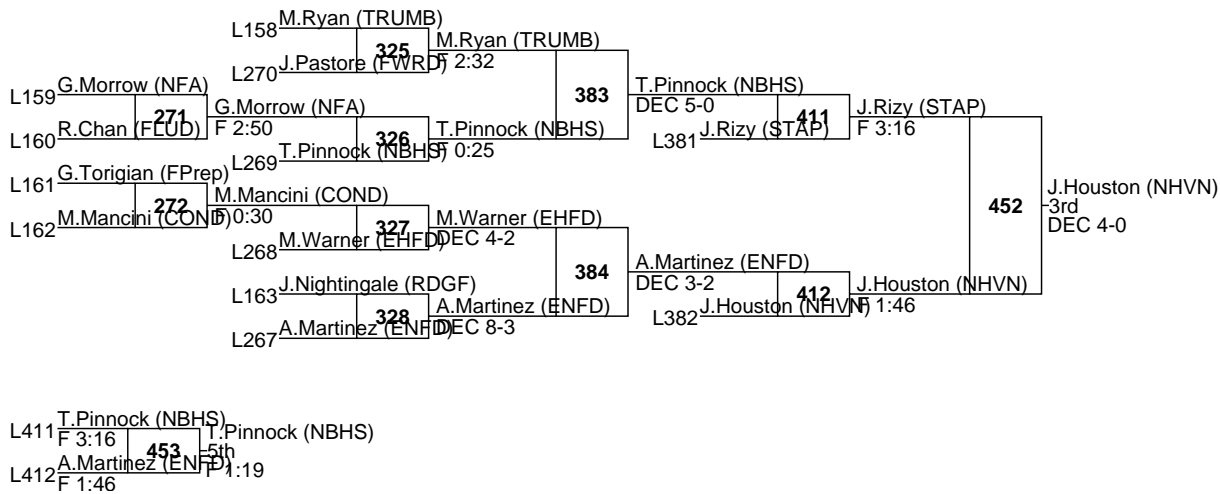 L158 M.Ryan (TRUMB)
325 M.Ryan (TRUMB)
F 2:32
L270 J.Pastore (FWRD)
L159 G.Morrow (NFA)
271 G.Morrow (NFA)
F 2:50
L160 R.Chan (FLUD)
383 T.Pinnock (NBHS)
DEC 5-0
326 T.Pinnock (NBHS)
F 0:25
L269 T.Pinnock (NBHS)
L381 J.Rizy (STAP)
411 J.Rizy (STAP)
F 3:16
L161 G.Torigian (FPrep)
272 M.Mancini (COND)
F 0:30
L162 M.Mancini (COND)
327 M.Warner (EHFD)
DEC 4-2
L268 M.Warner (EHFD)
452 J.Houston (NHVN)
3rd
DEC 4-0
384 A.Martinez (ENFD)
DEC 3-2
L163 J.Nightingale (RDGF)
328 A.Martinez (ENFD)
DEC 8-3
L267 A.Martinez (ENFD)
412 J.Houston (NHVN)
F 1:46
L382 J.Houston (NHVN)
L411 T.Pinnock (NBHS)
F 3:16
453 T.Pinnock (NBHS)
5th
F 1:19
L412 A.Martinez (ENFD)
F 1:46